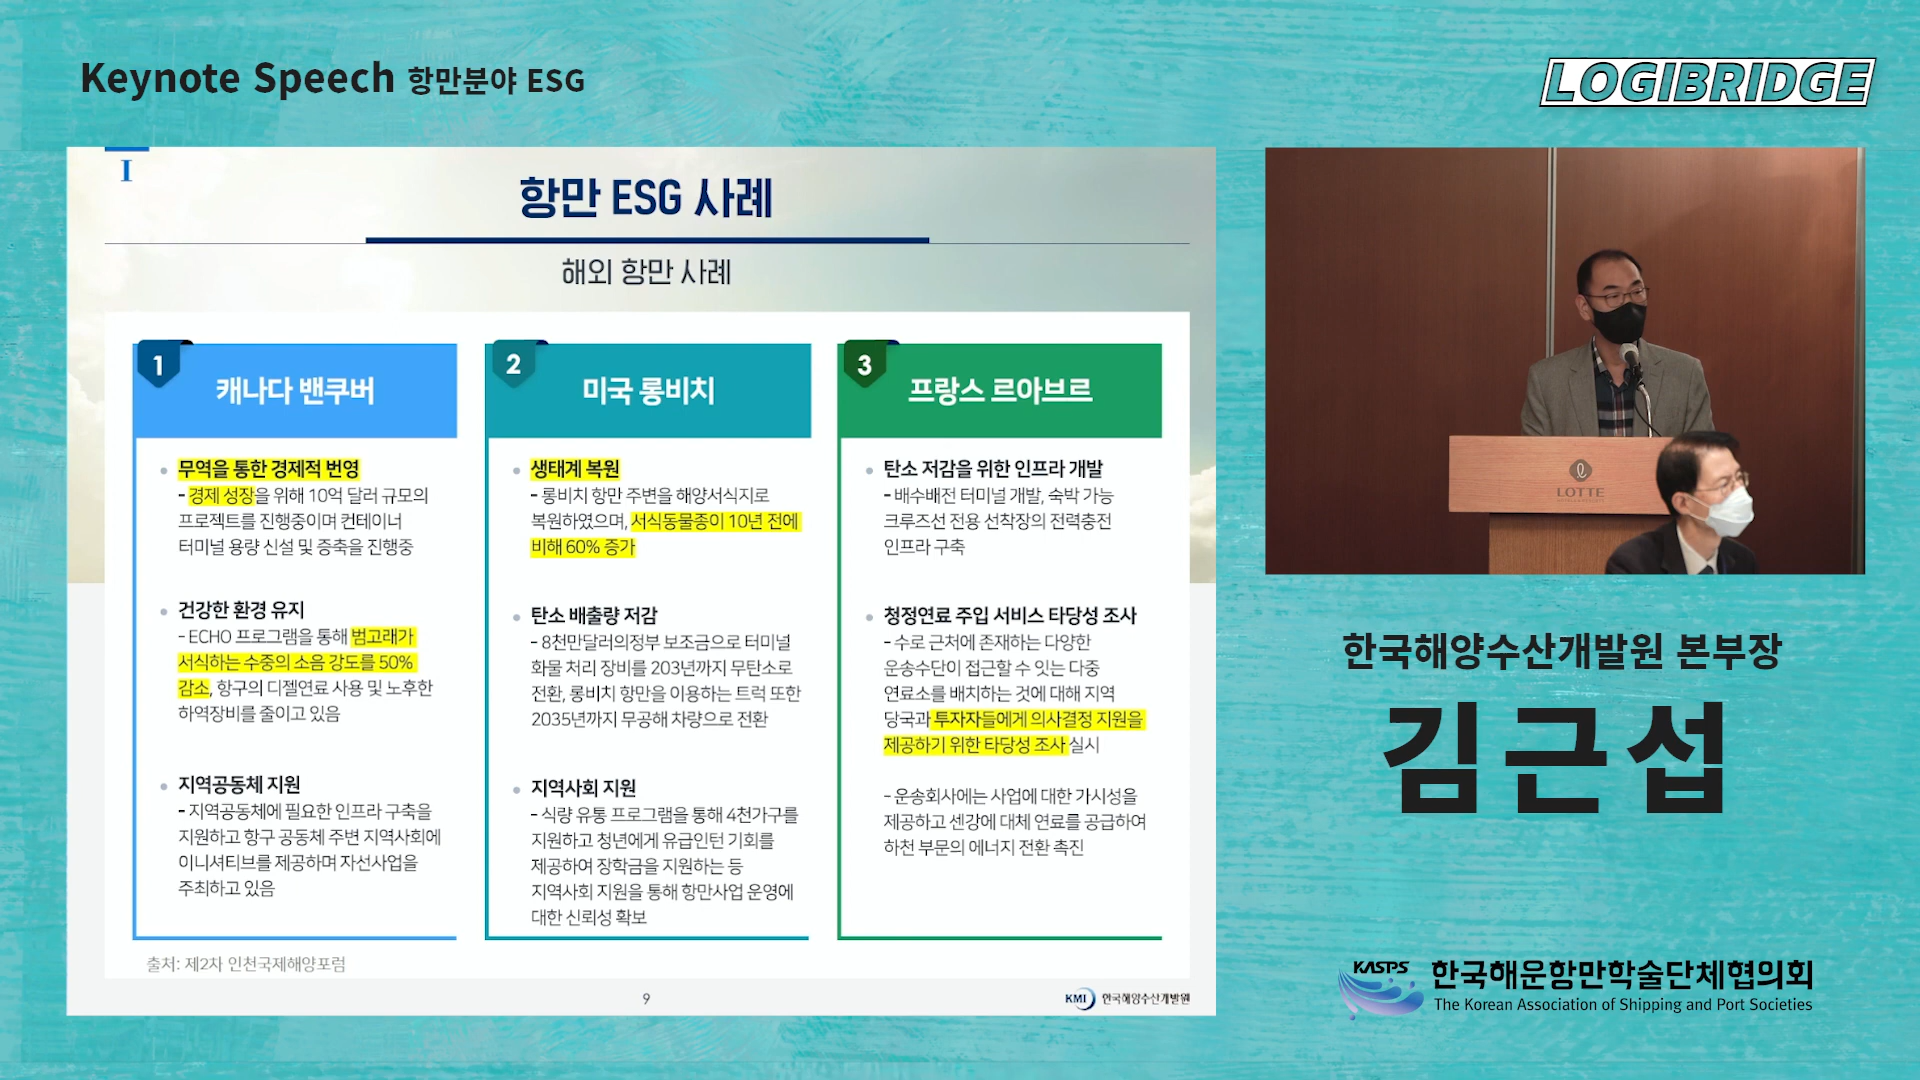 Keynote Speech 항만분야 ESG
LOGIBRIDGE
I
항만 ESG 사례
해외 항만 사례
1
캐나다 밴쿠버
• 무역을 통한 경제적 번영
- 경제 성장을 위해 10억 달러 규모의
프로젝트를 진행중이며 컨테이너
터미널 용량 신설 및 증축을 진행중
• 건강한 환경 유지
- ECHO 프로그램을 통해 범고래가
서식하는 수중의 소음 강도를 50%
감소, 항구의 디젤연료 사용 및 노후한
하역장비를 줄이고 있음
• 지역공동체 지원
- 지역공동체에 필요한 인프라 구축을
지원하고 항구 공동체 주변 지역사회에
이니셔티브를 제공하며 자선사업을
주최하고 있음
2
미국 롱비치
• 생태계 복원
- 롱비치 항만 주변을 해양서식지로
복원하였으며, 서식동물종이 10년 전에
비해 60% 증가
• 탄소 배출량 저감
- 8천만달러의정부 보조금으로 터미널
화물 처리 장비를 203년까지 무탄소로
전환, 롱비치 항만을 이용하는 트럭 또한
2035년까지 무공해 차량으로 전환
• 지역사회 지원
- 식량 유통 프로그램을 통해 4천가구를
지원하고 청년에게 유급인턴 기회를
제공하여 장학금을 지원하는 등
지역사회 지원을 통해 항만사업 운영에
대한 신뢰성 확보
3
프랑스 르아브르
• 탄소 저감을 위한 인프라 개발
- 배수배전 터미널 개발, 숙박 가능
크루즈선 전용 선착장의 전력충전
인프라 구축
• 청정연료 주입 서비스 타당성 조사
- 수로 근처에 존재하는 다양한
운송수단이 접근할 수 잇는 다중
연료소를 배치하는 것에 대해 지역
당국과 투자자들에게 의사결정 지원을
제공하기 위한 타당성 조사 실시
- 운송회사에는 사업에 대한 가시성을
제공하고 센강에 대체 연료를 공급하여
하천 부문의 에너지 전환 촉진
출처: 제2차 인천국제해양포럼
9
KMI 한국해양수산개발원
LOTTE
한국해양수산개발원 본부장
김근섭
KASPS 한국해운항만학술단체협의회
The Korean Association of Shipping and Port Societies